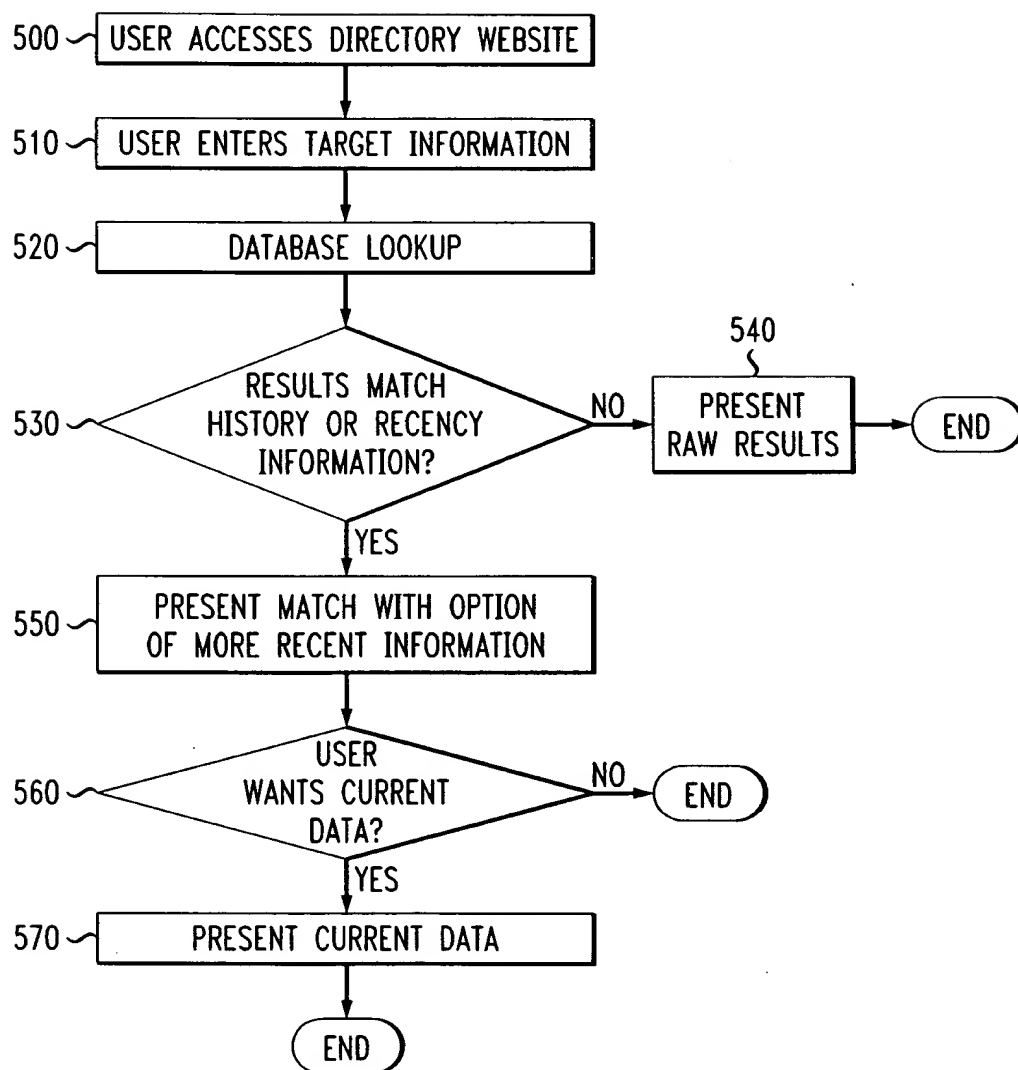 500
USER ACCESSES DIRECTORY WEBSITE
510
USER ENTERS TARGET INFORMATION
520
DATABASE LOOKUP
530
RESULTS MATCH
HISTORY OR RECENCY
INFORMATION?
NO
540
PRESENT
RAW RESULTS
END
YES
550
PRESENT MATCH WITH OPTION
OF MORE RECENT INFORMATION
560
USER
WANTS CURRENT
DATA?
NO
END
YES
570
PRESENT CURRENT DATA
END